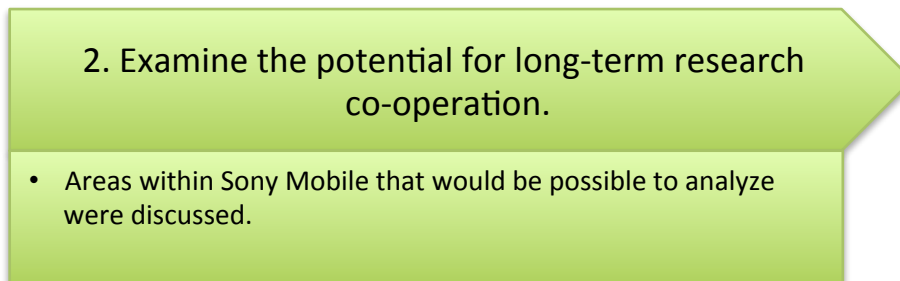 2. Examine the potential for long-term research
co-operation.
• Areas within Sony Mobile that would be possible to analyze
were discussed.